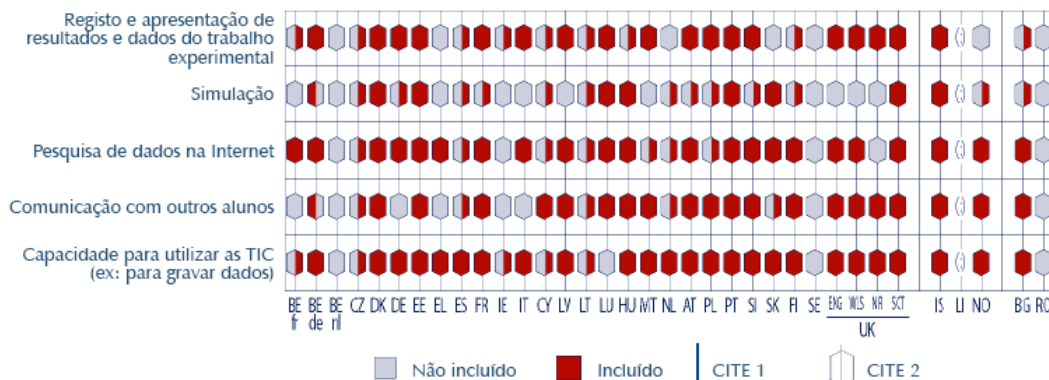 Registo e apresentação de
resultados e dados do trabalho
experimental
Simulação
(:)
Pesquisa de dados na Internet
(:)
Comunicação com outros alunos
(:)
Capacidade para utilizar as TIC
(ex: para gravar dados)
(:)
BE BE BE CZ DK DE EE EL ES FR IE IT CY LV LT LU HU MT NL AT PL PT SI SK FI SE ENG WLS NIR SCT IS LI NO BG RO
fr de nl
UK
Não incluído Incluído CITE 1 CITE 2